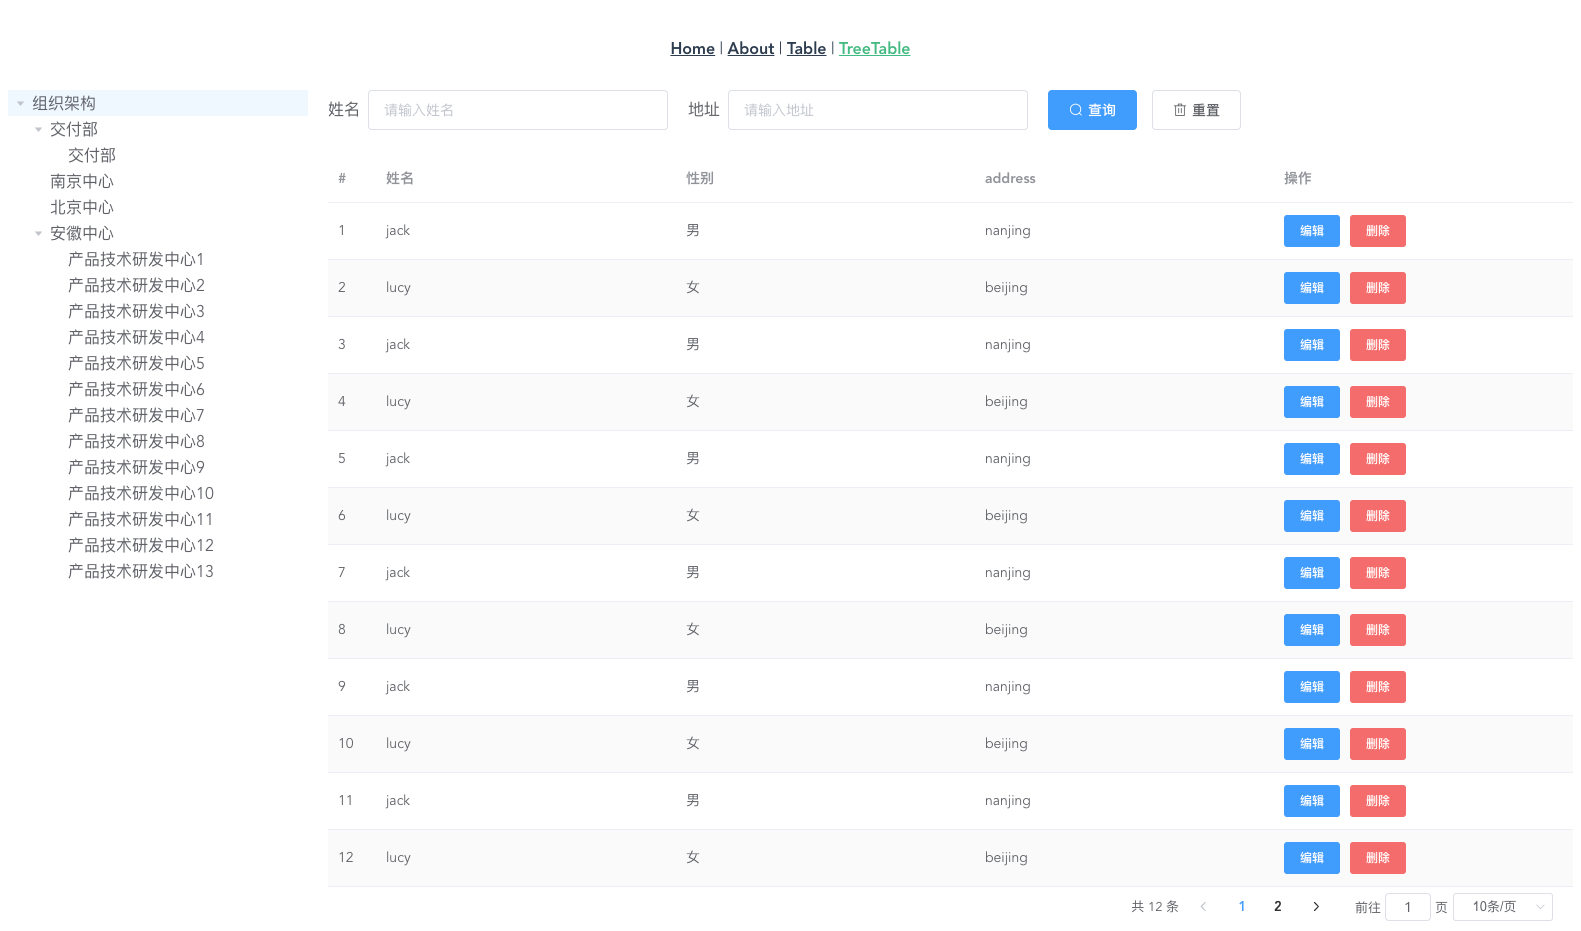 Home | About | Table | TreeTable
组织架构
交付部
交付部
南京中心
北京中心
安徽中心
产品技术研发中心1
产品技术研发中心2
产品技术研发中心3
产品技术研发中心4
产品技术研发中心5
产品技术研发中心6
产品技术研发中心7
产品技术研发中心8
产品技术研发中心9
产品技术研发中心10
产品技术研发中心11
产品技术研发中心12
产品技术研发中心13
姓名 请输入姓名 地址 请输入地址 查询 重置
# 姓名 性别 address 操作
1 jack 男 nanjing 编辑 删除
2 lucy 女 beijing 编辑 删除
3 jack 男 nanjing 编辑 删除
4 lucy 女 beijing 编辑 删除
5 jack 男 nanjing 编辑 删除
6 lucy 女 beijing 编辑 删除
7 jack 男 nanjing 编辑 删除
8 lucy 女 beijing 编辑 删除
9 jack 男 nanjing 编辑 删除
10 lucy 女 beijing 编辑 删除
11 jack 男 nanjing 编辑 删除
12 lucy 女 beijing 编辑 删除
共 12 条 1 2 前往 1 页 10条/页